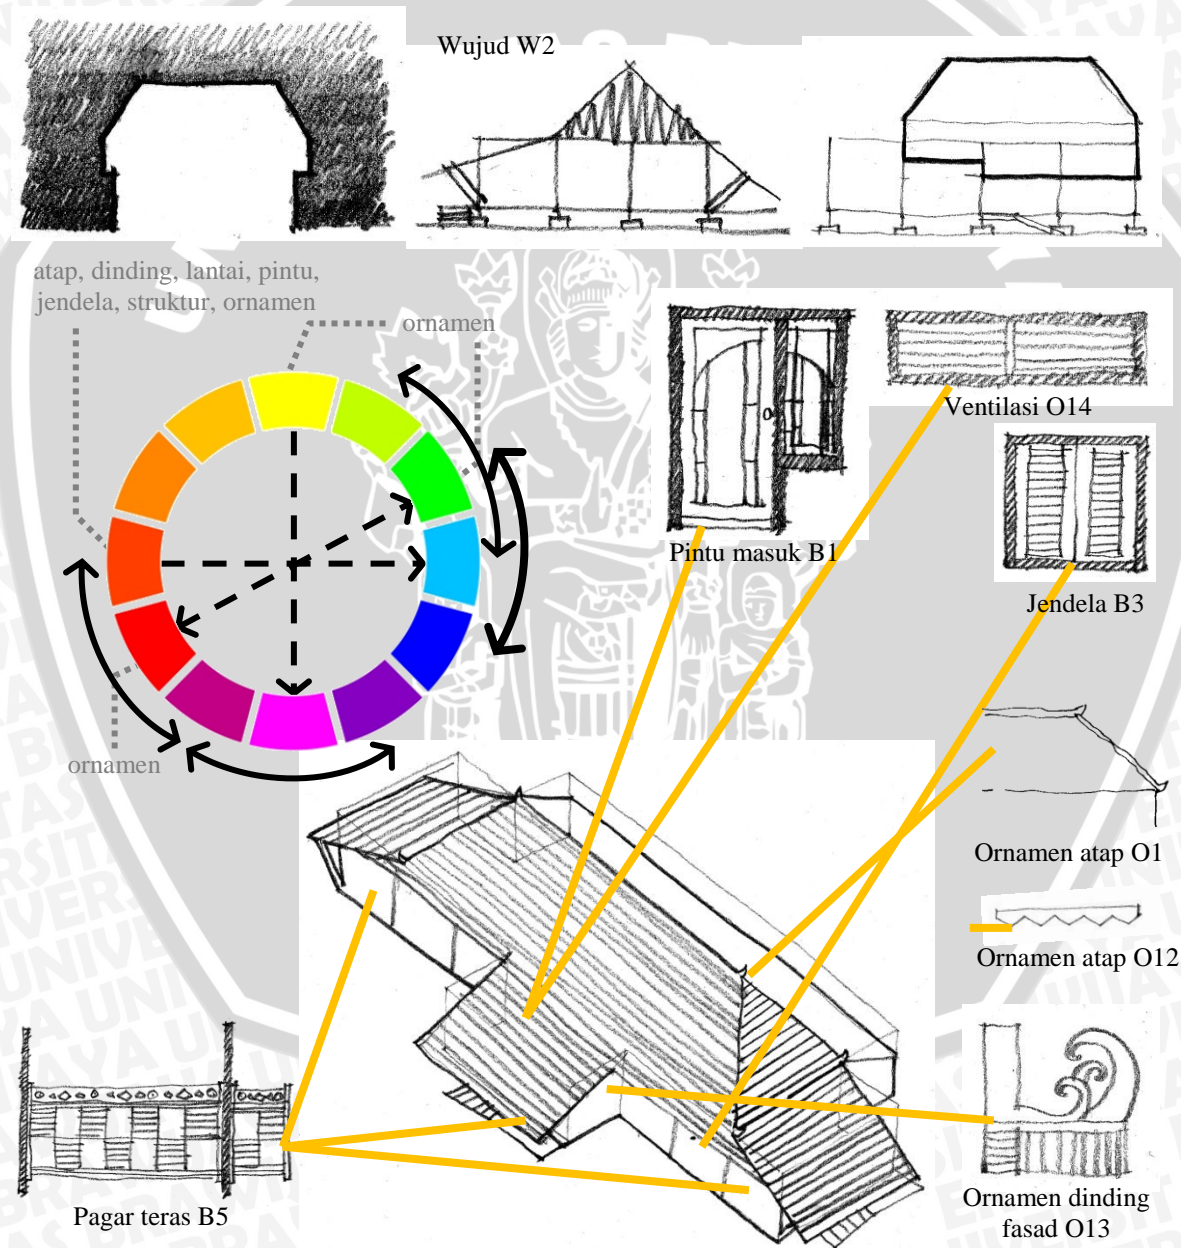 Wujud W2
atap, dinding, lantai, pintu,
jendela, struktur, ornamen
ornamen
Ventilasi O14
Pintu masuk B1
Jendela B3
ornamen
Ornamen atap O1
Ornamen atap O12
Pagar teras B5
Ornamen dinding
fasad O13